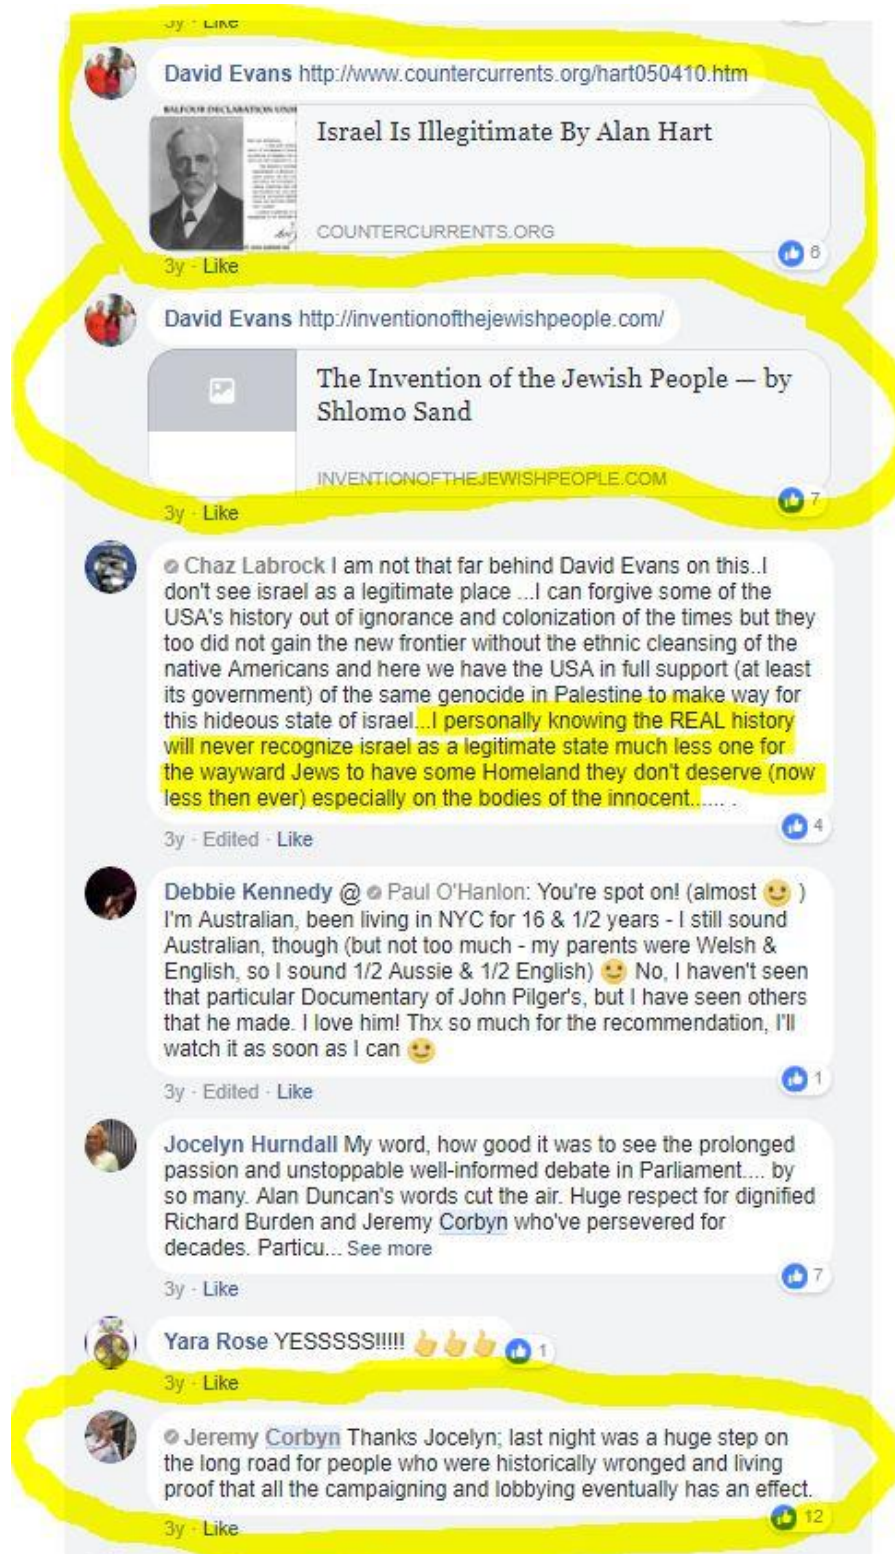 3y · Like
David Evans http://www.countercurrents.org/hart050410.htm
Israel Is Illegitimate By Alan Hart
COUNTERCURRENTS.ORG
6
3y · Like
David Evans http://inventionofthejewishpeople.com/
The Invention of the Jewish People — by
Shlomo Sand
INVENTIONOFTHEJEWISHPEOPLE.COM
7
3y · Like
Chaz Labrock I am not that far behind David Evans on this..I
don't see israel as a legitimate place ...I can forgive some of the
USA's history out of ignorance and colonization of the times but they
too did not gain the new frontier without the ethnic cleansing of the
native Americans and here we have the USA in full support (at least
its government) of the same genocide in Palestine to make way for
this hideous state of israel...I personally knowing the REAL history
will never recognize israel as a legitimate state much less one for
the wayward Jews to have some Homeland they don't deserve (now
less then ever) especially on the bodies of the innocent...... .
4
3y · Edited · Like
Debbie Kennedy @ Paul O'Hanlon: You're spot on! (almost 🙂 )
I'm Australian, been living in NYC for 16 & 1/2 years - I still sound
Australian, though (but not too much - my parents were Welsh &
English, so I sound 1/2 Aussie & 1/2 English) 🙂 No, I haven't seen
that particular Documentary of John Pilger's, but I have seen others
that he made. I love him! Thx so much for the recommendation, I'll
watch it as soon as I can 🙂
1
3y · Edited · Like
Jocelyn Hurndall My word, how good it was to see the prolonged
passion and unstoppable well-informed debate in Parliament.... by
so many. Alan Duncan's words cut the air. Huge respect for dignified
Richard Burden and Jeremy Corbyn who've persevered for
decades. Particu... See more
7
3y · Like
Yara Rose YESSSSS!!!!! 👍👍👍 1
3y · Like
Jeremy Corbyn Thanks Jocelyn; last night was a huge step on
the long road for people who were historically wronged and living
proof that all the campaigning and lobbying eventually has an effect.
12
3y · Like